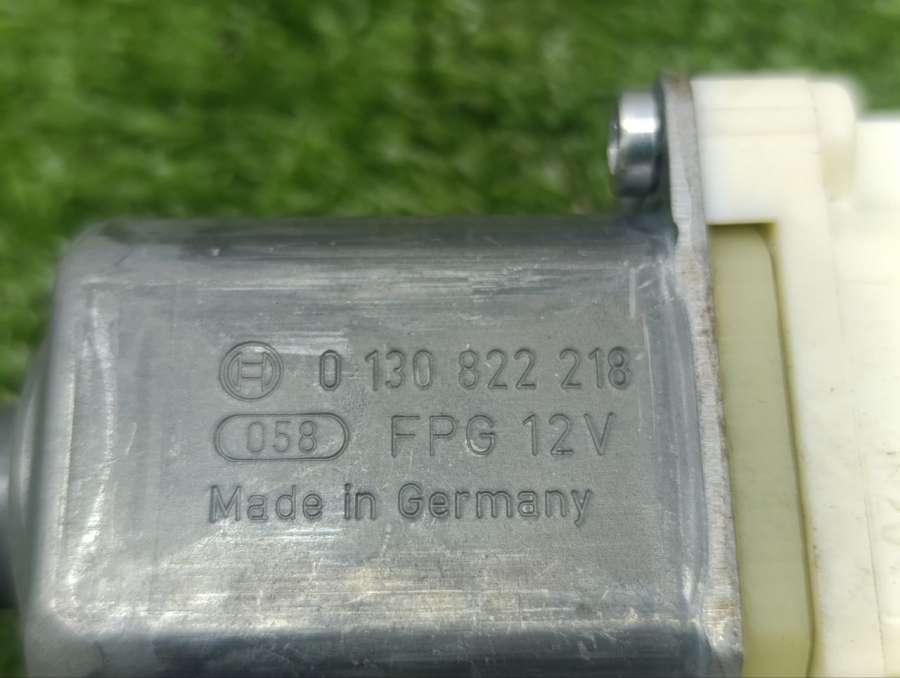 0 130 822 218
058 FPG 12V
Made in Germany